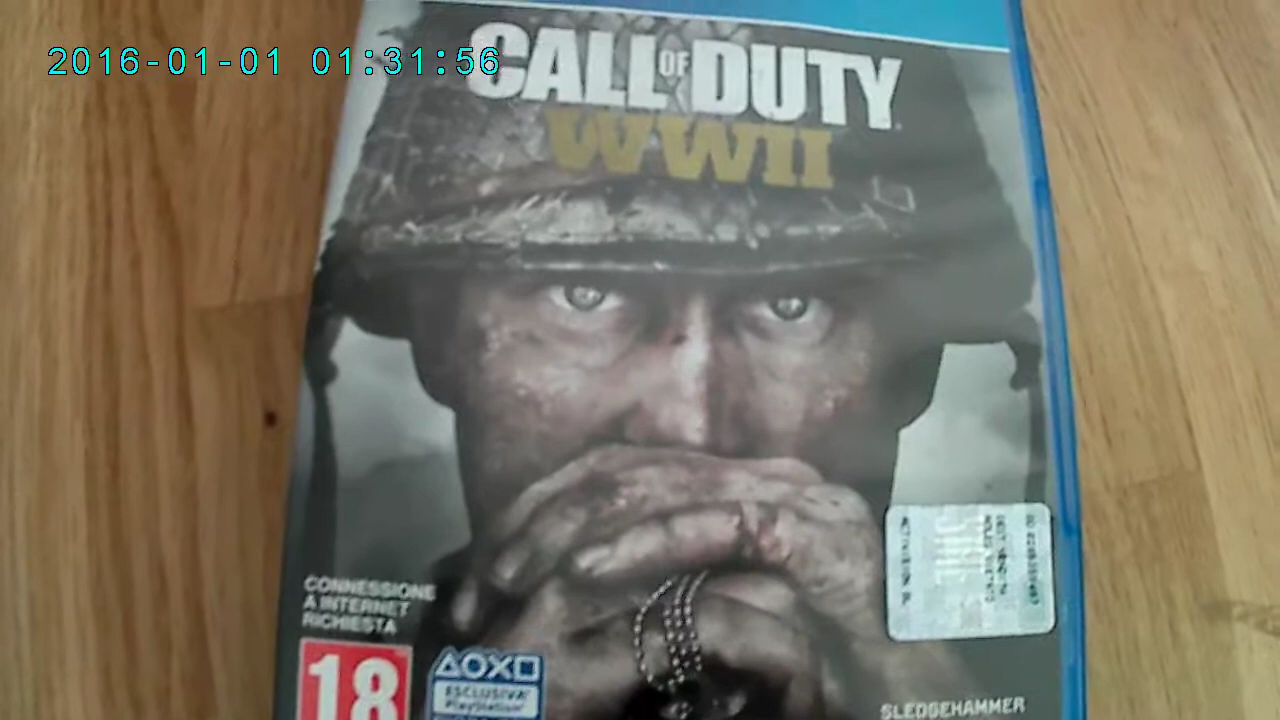 2016-01-01 01:31:56
CALL OF DUTY
WWII
CONNESSIONE
A INTERNET
RICHIESTA
18
ESCLUSIVA
PlayStation
SLEDGEHAMMER